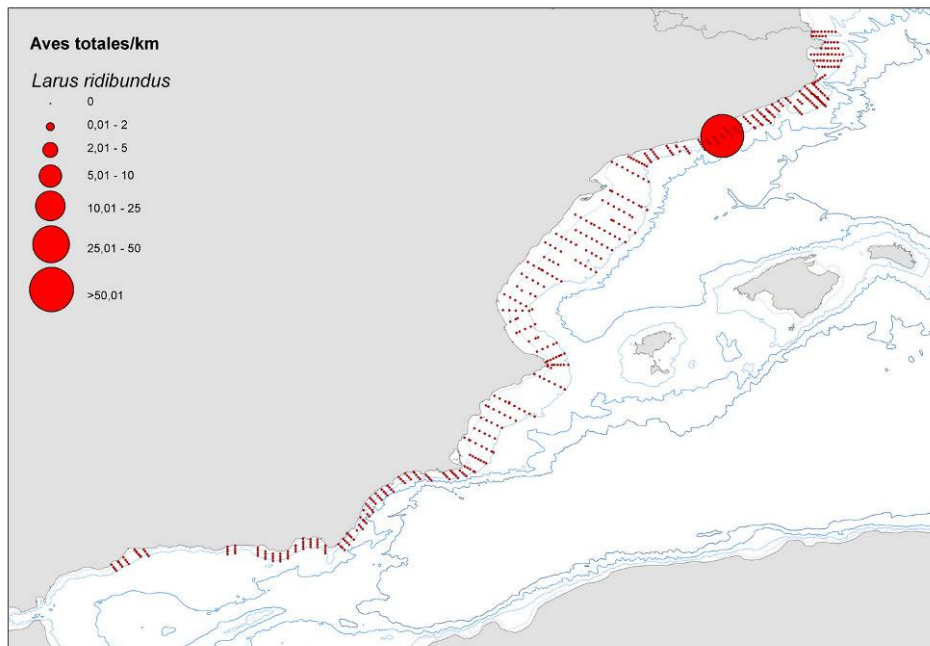 Aves totales/km
Larus ridibundus
0
0,01 - 2
2,01 - 5
5,01 - 10
10,01 - 25
25,01 - 50
>50,01